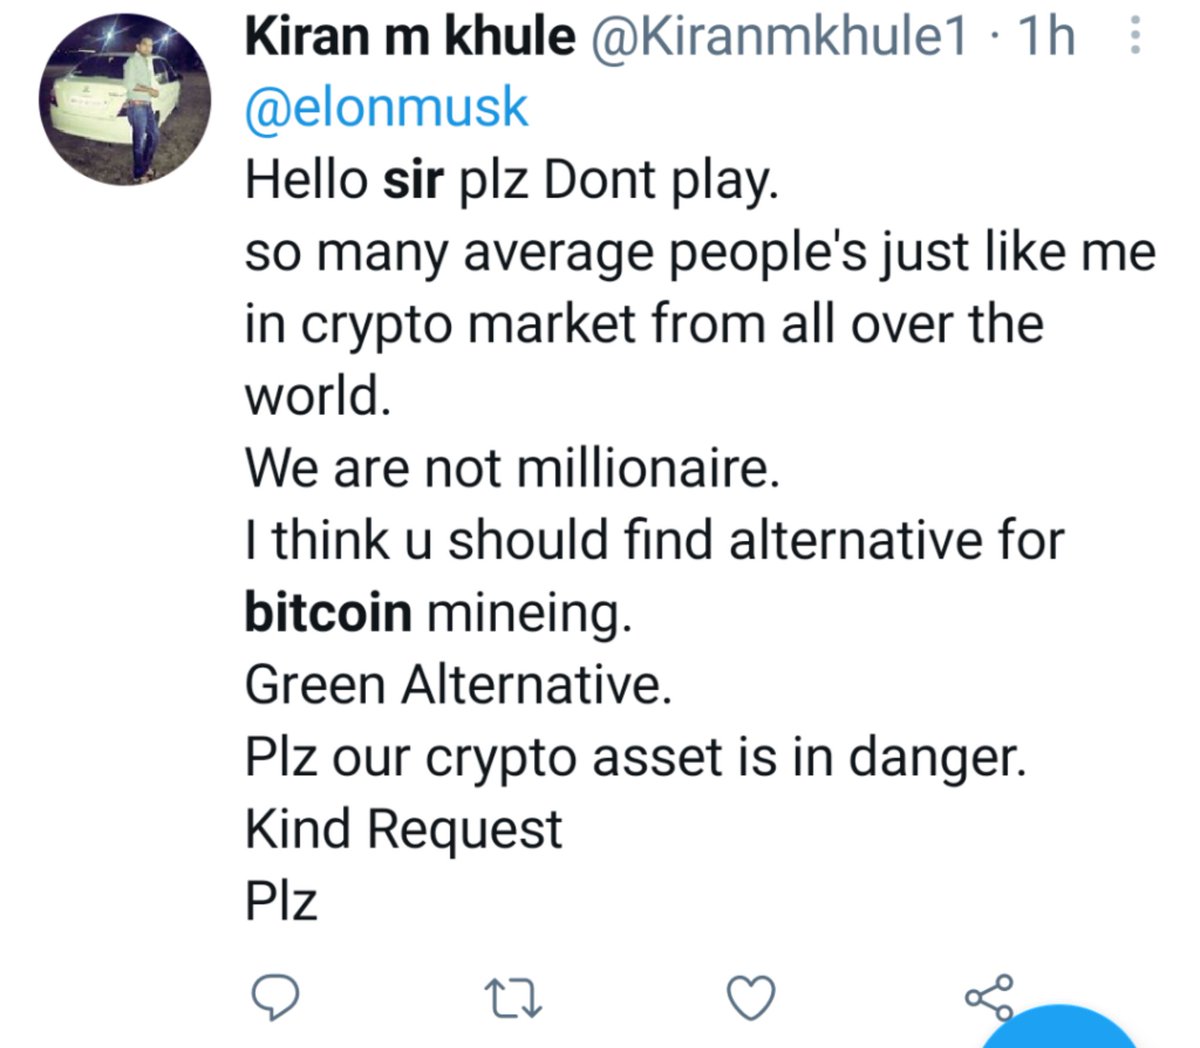 Kiran m khule @Kiranmkhule1 · 1h
@elonmusk
Hello sir plz Dont play.
so many average people's just like me
in crypto market from all over the
world.
We are not millionaire.
I think u should find alternative for
bitcoin mineing.
Green Alternative.
Plz our crypto asset is in danger.
Kind Request
Plz